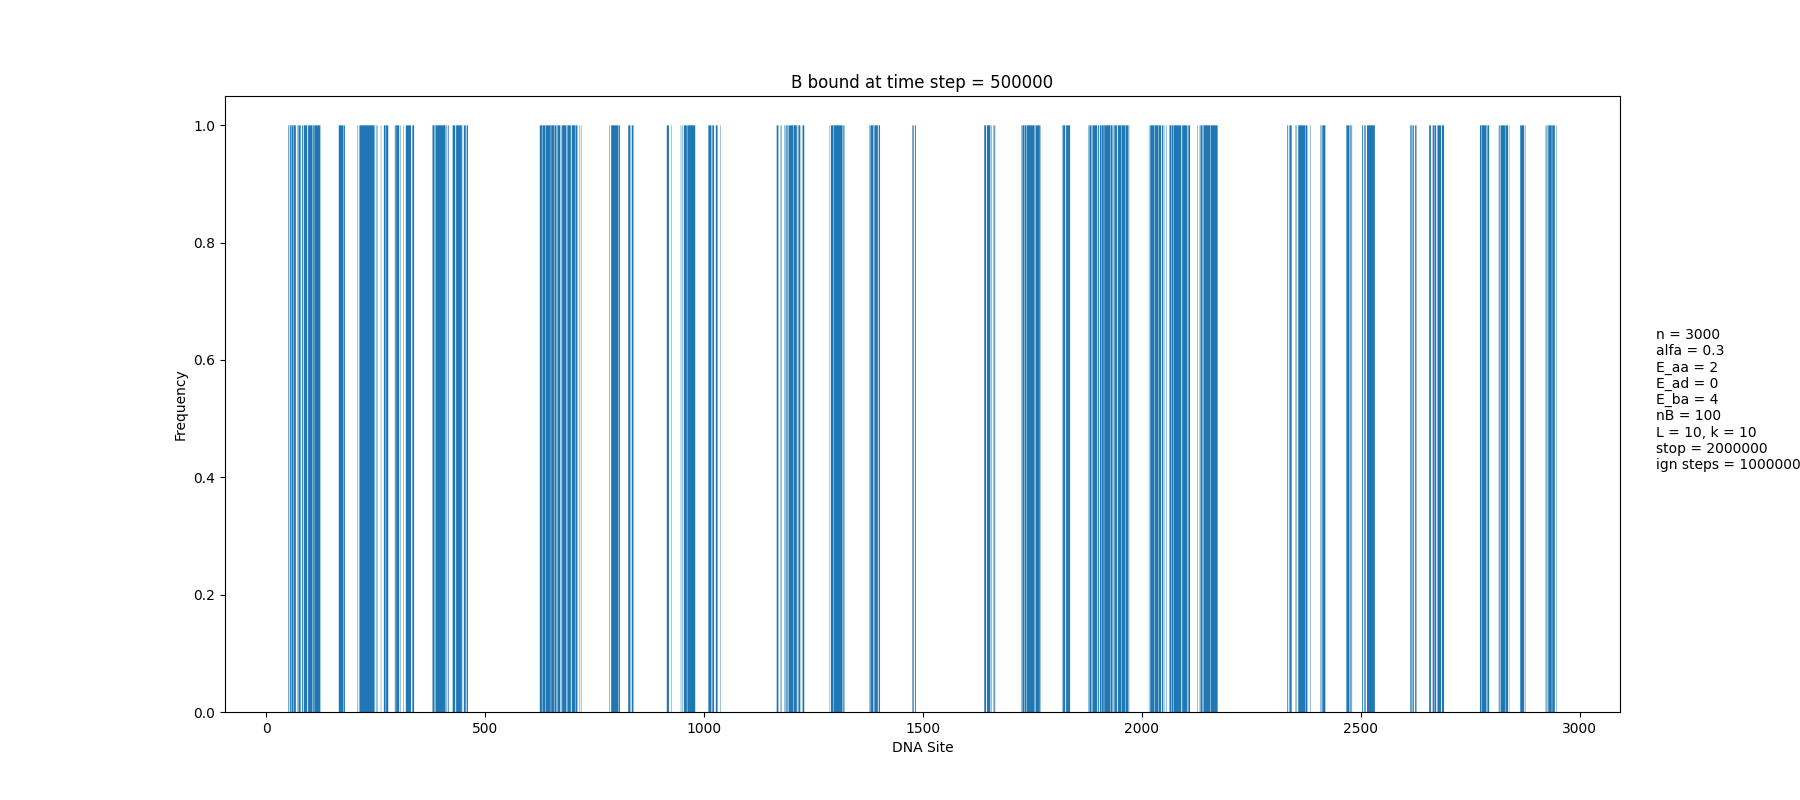 B bound at time step = 500000
1.0
0.8
0.6
0.4
0.2
0.0
Frequency
0 500 1000 1500 2000 2500 3000
DNA Site
n = 3000
alfa = 0.3
E_aa = 2
E_ad = 0
E_ba = 4
nB = 100
L = 10, k = 10
stop = 2000000
ign steps = 1000000